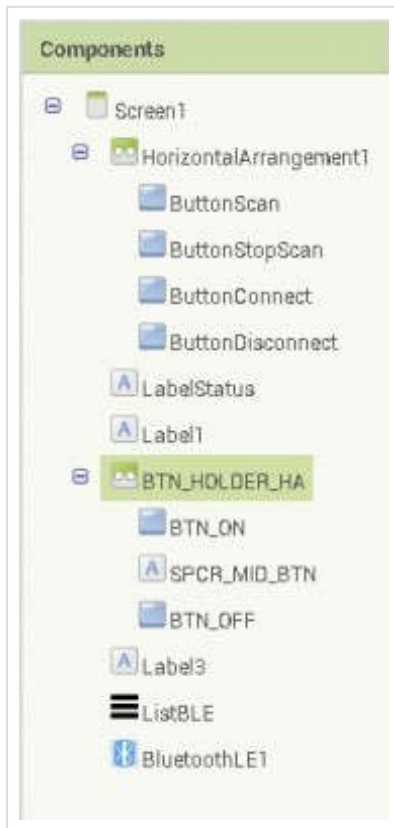 Components
Screen1
HorizontalArrangement1
ButtonScan
ButtonStopScan
ButtonConnect
ButtonDisconnect
A LabelStatus
A Label1
BTN_HOLDER_HA
BTN_ON
A SPCR_MID_BTN
BTN_OFF
A Label3
ListBLE
BluetoothLE1